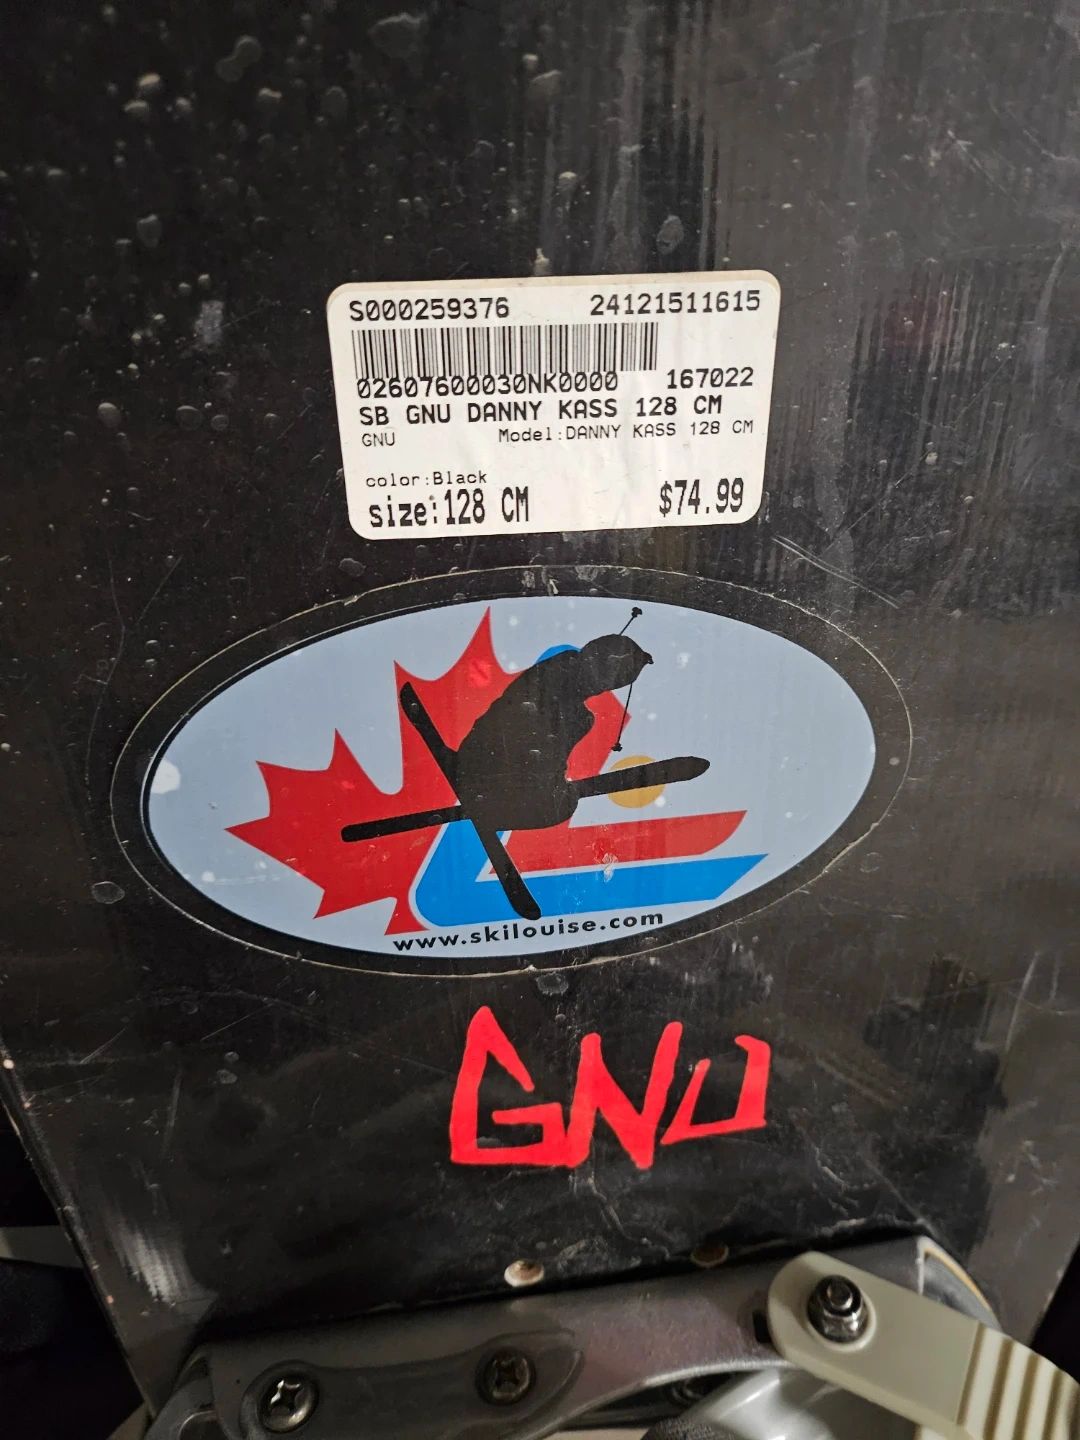 S000259376 24121511615
02607600030NK0000 167022
SB GNU DANNY KASS 128 CM
GNU Model:DANNY KASS 128 CM
color:Black
size:128 CM $74.99
www.skilouise.com
GNU